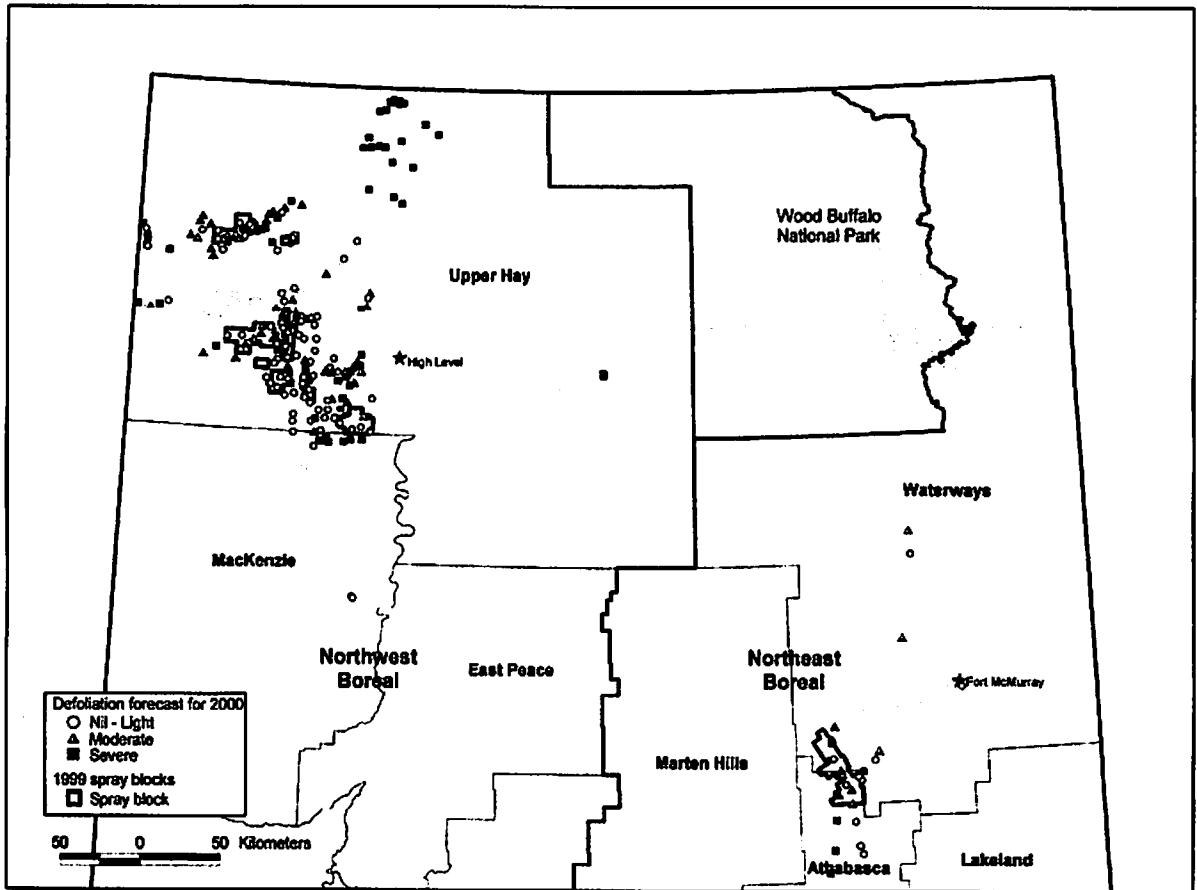 Wood Buffalo
National Park
Upper Hay
High Level
Waterways
MacKenzie
Northwest
Boreal
East Peace
Northeast
Boreal
Fort McMurray
Marten Hills
Athabasca
Lakeland
Defoliation forecast for 2000
Nil - Light
Moderate
Severe
1999 spray blocks
Spray block
50 0 50 Kilometers